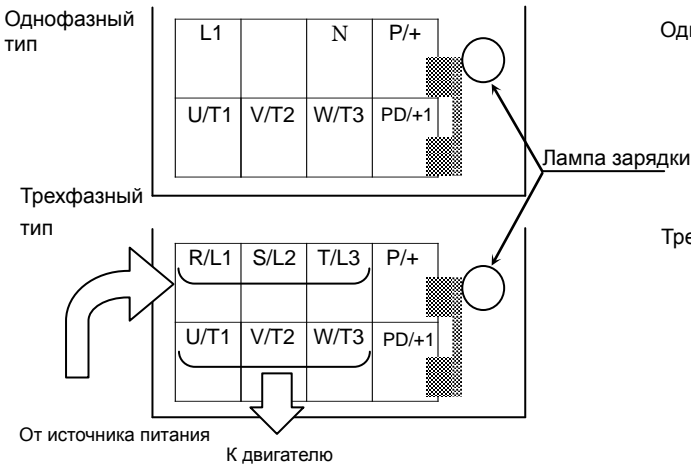 Однофазный
тип
L1 N P/+
U/T1 V/T2 W/T3 PD/+1
Лампа зарядки
Трехфазный
тип
R/L1 S/L2 T/L3 P/+
U/T1 V/T2 W/T3 PD/+1
От источника питания
К двигателю